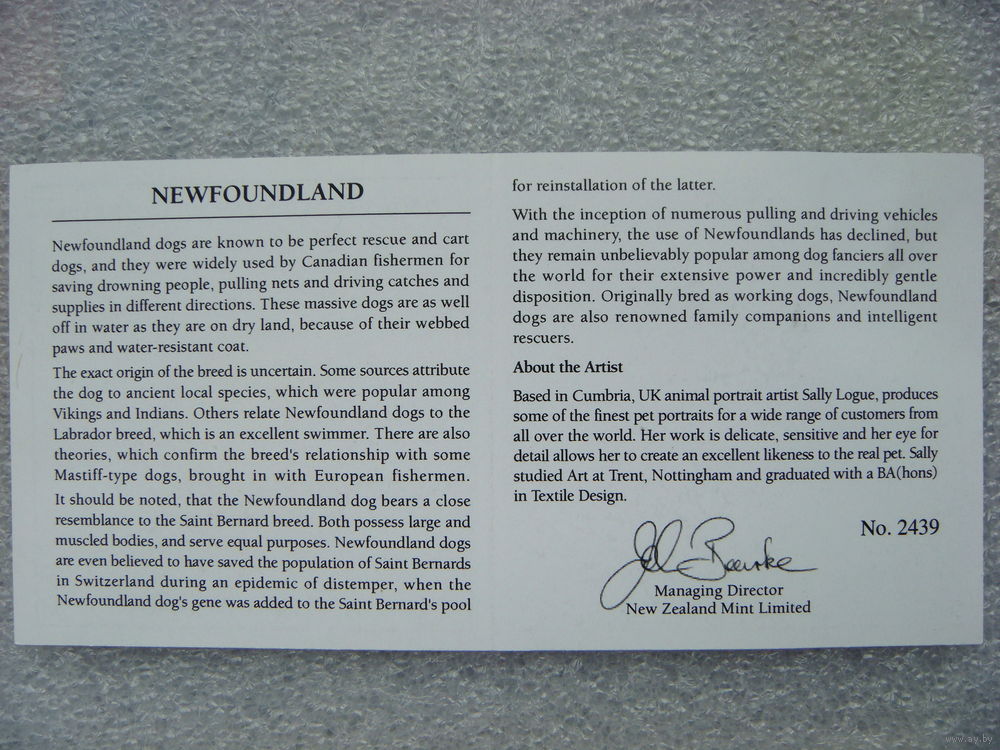 NEWFOUNDLAND
Newfoundland dogs are known to be perfect rescue and cart
dogs, and they were widely used by Canadian fishermen for
saving drowning people, pulling nets and driving catches and
supplies in different directions. These massive dogs are as well
off in water as they are on dry land, because of their webbed
paws and water-resistant coat.
The exact origin of the breed is uncertain. Some sources attribute
the dog to ancient local species, which were popular among
Vikings and Indians. Others relate Newfoundland dogs to the
Labrador breed, which is an excellent swimmer. There are also
theories, which confirm the breed's relationship with some
Mastiff-type dogs, brought in with European fishermen.
It should be noted, that the Newfoundland dog bears a close
resemblance to the Saint Bernard breed. Both possess large and
muscled bodies, and serve equal purposes. Newfoundland dogs
are even believed to have saved the population of Saint Bernards
in Switzerland during an epidemic of distemper, when the
Newfoundland dog's gene was added to the Saint Bernard's pool
for reinstallation of the latter.
With the inception of numerous pulling and driving vehicles
and machinery, the use of Newfoundlands has declined, but
they remain unbelievably popular among dog fanciers all over
the world for their extensive power and incredibly gentle
disposition. Originally bred as working dogs, Newfoundland
dogs are also renowned family companions and intelligent
rescuers.
About the Artist
Based in Cumbria, UK animal portrait artist Sally Logue, produces
some of the finest pet portraits for a wide range of customers from
all over the world. Her work is delicate, sensitive and her eye for
detail allows her to create an excellent likeness to the real pet. Sally
studied Art at Trent, Nottingham and graduated with a BA(hons)
in Textile Design.
No. 2439
Managing Director
New Zealand Mint Limited
www.ay.by